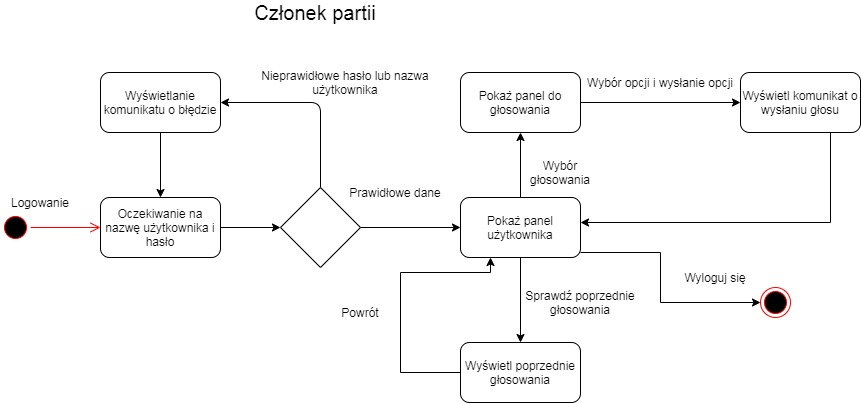 Członek partii
Nieprawidłowe hasło lub nazwa
użytkownika
Wyświetlanie
komunikatu o błędzie
Pokaż panel do
głosowania
Wybór opcji i wysłanie opcji
Wyświetl komunikat o
wysłaniu głosu
Wybór
głosowania
Logowanie
Oczekiwanie na
nazwę użytkownika i
hasło
Prawidłowe dane
Pokaż panel
użytkownika
Wyloguj się
Sprawdź poprzednie
głosowania
Powrót
Wyświetl poprzednie
głosowania